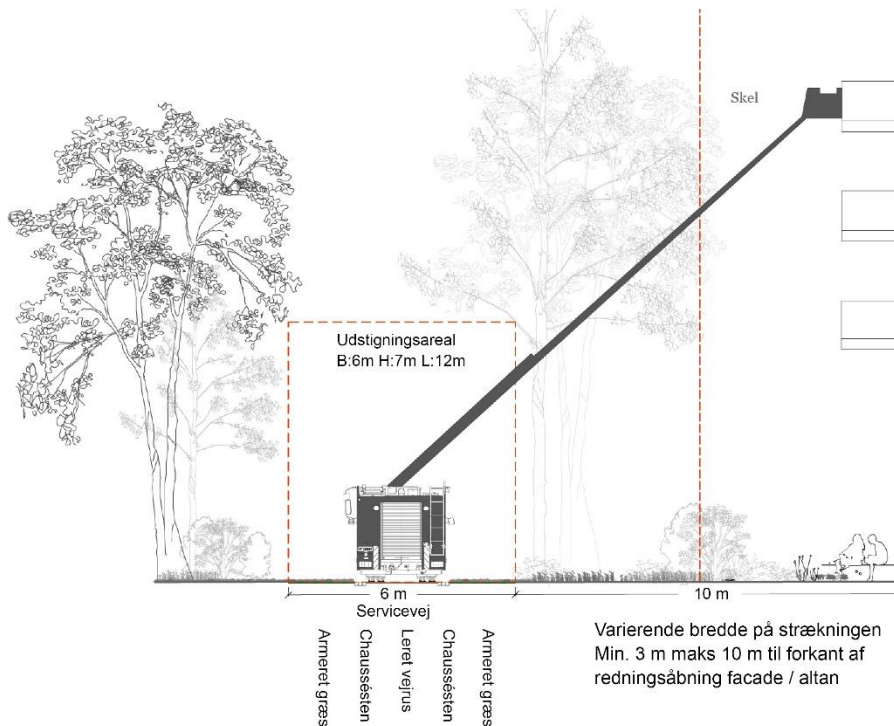 Skel
Udstigningsareal
B:6m H:7m L:12m
6 m
10 m
Servicevej
Armeret græs
Chaussésten
Leret vejrus
Chaussésten
Armeret græs
Varierende bredde på strækningen
Min. 3 m maks 10 m til forkant af
redningsåbning facade / altan